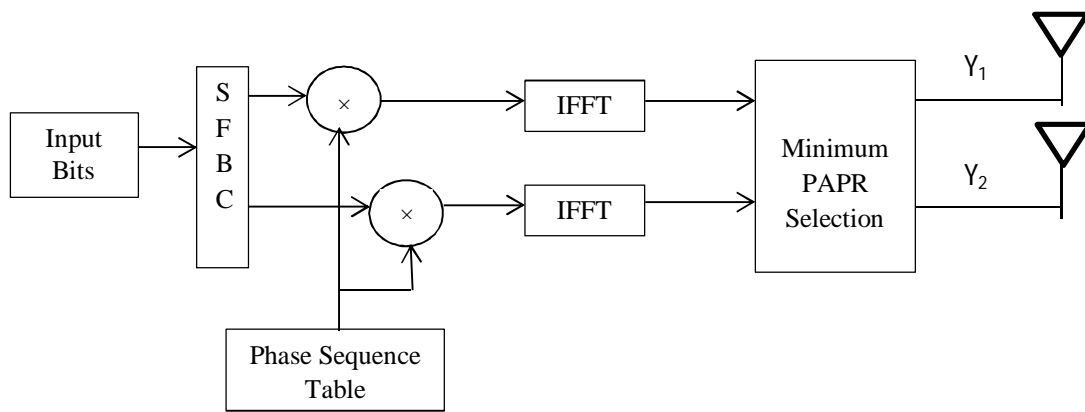 Input
Bits
S
F
B
C
×
×
IFFT
IFFT
Minimum
PAPR
Selection
Y1
Y2
Phase Sequence
Table